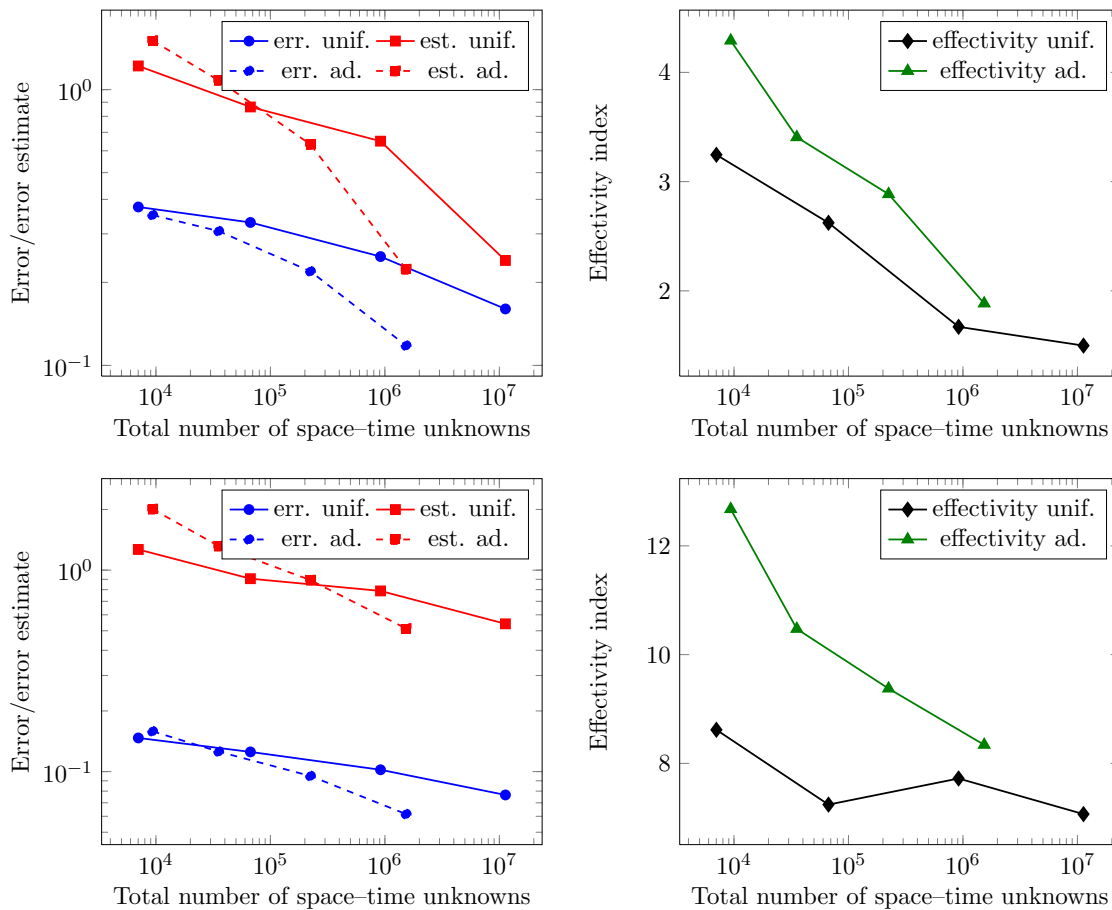 err. unif. est. unif.
err. ad. est. ad.
10^0
10^−1
Error/error estimate
10^4 10^5 10^6 10^7
Total number of space–time unknowns
effectivity unif.
effectivity ad.
4
3
2
Effectivity index
10^4 10^5 10^6 10^7
Total number of space–time unknowns
err. unif. est. unif.
err. ad. est. ad.
10^0
10^−1
Error/error estimate
10^4 10^5 10^6 10^7
Total number of space–time unknowns
effectivity unif.
effectivity ad.
12
10
8
Effectivity index
10^4 10^5 10^6 10^7
Total number of space–time unknowns